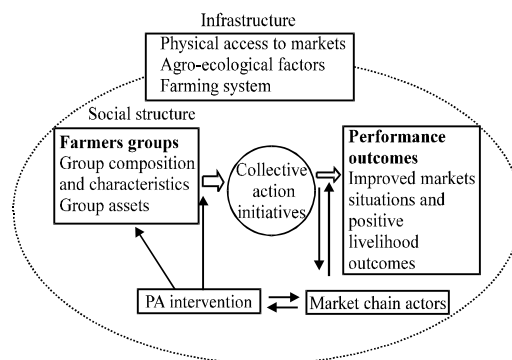 Infrastructure
Physical access to markets
Agro-ecological factors
Farming system
Social structure
Farmers groups
Group composition
and characteristics
Group assets
Collective
action
initiatives
Performance
outcomes
Improved markets
situations and
positive
livelihood
outcomes
PA intervention
Market chain actors